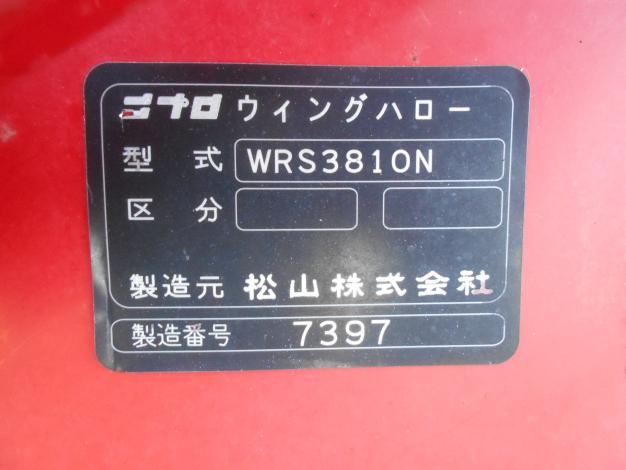 ニプロ ウィングハロー
型式 WRS3810N
区分
製造元 松山株式会社
製造番号 7397